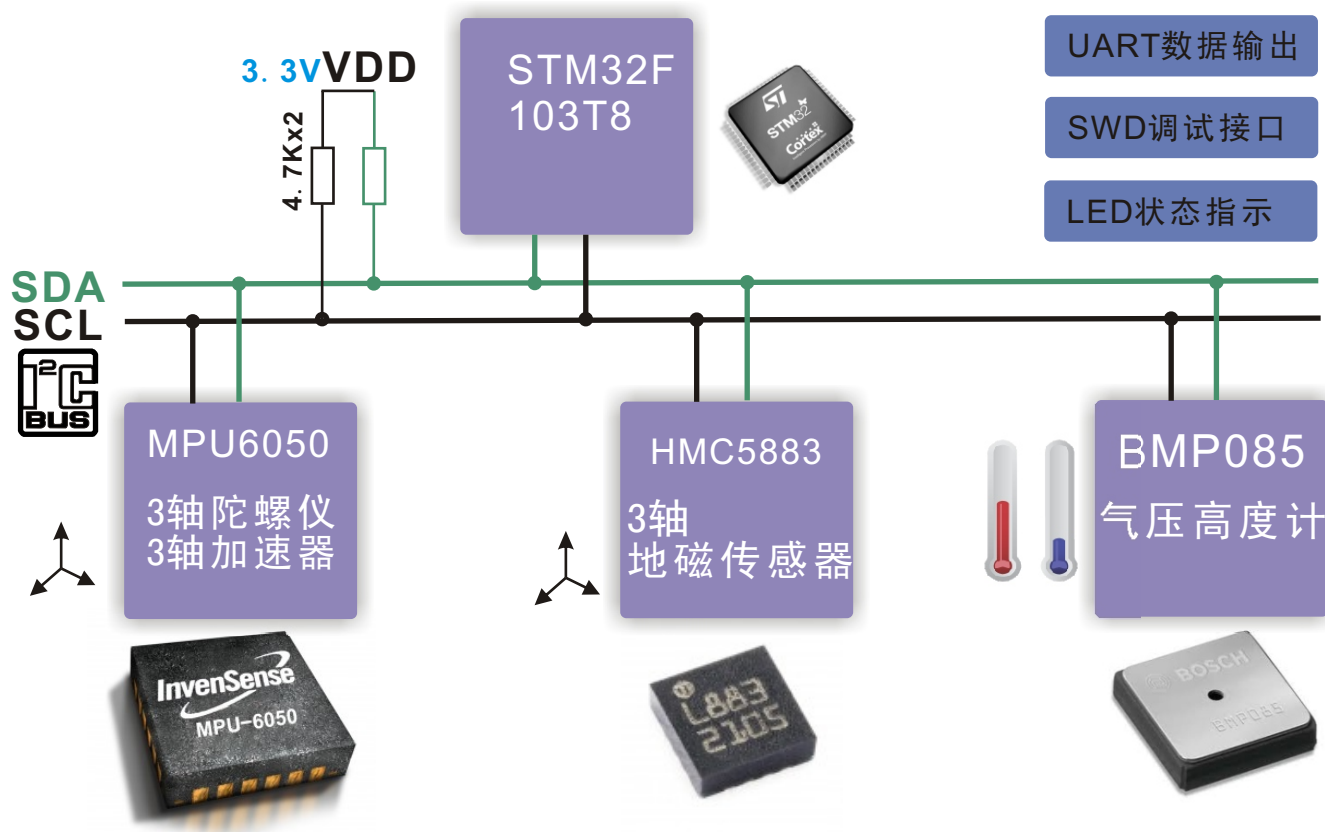 3. 3VVDD
4. 7Kx2
STM32F
103T8
ST
STM32
Cortex
UART数据输出
SWD调试接口
LED状态指示
SDA
SCL
I²C
BUS
MPU6050
3轴陀螺仪
3轴加速器
HMC5883
3轴
地磁传感器
BMP085
气压高度计
InvenSense
MPU-6050
L883
2105
BOSCH
BMP085